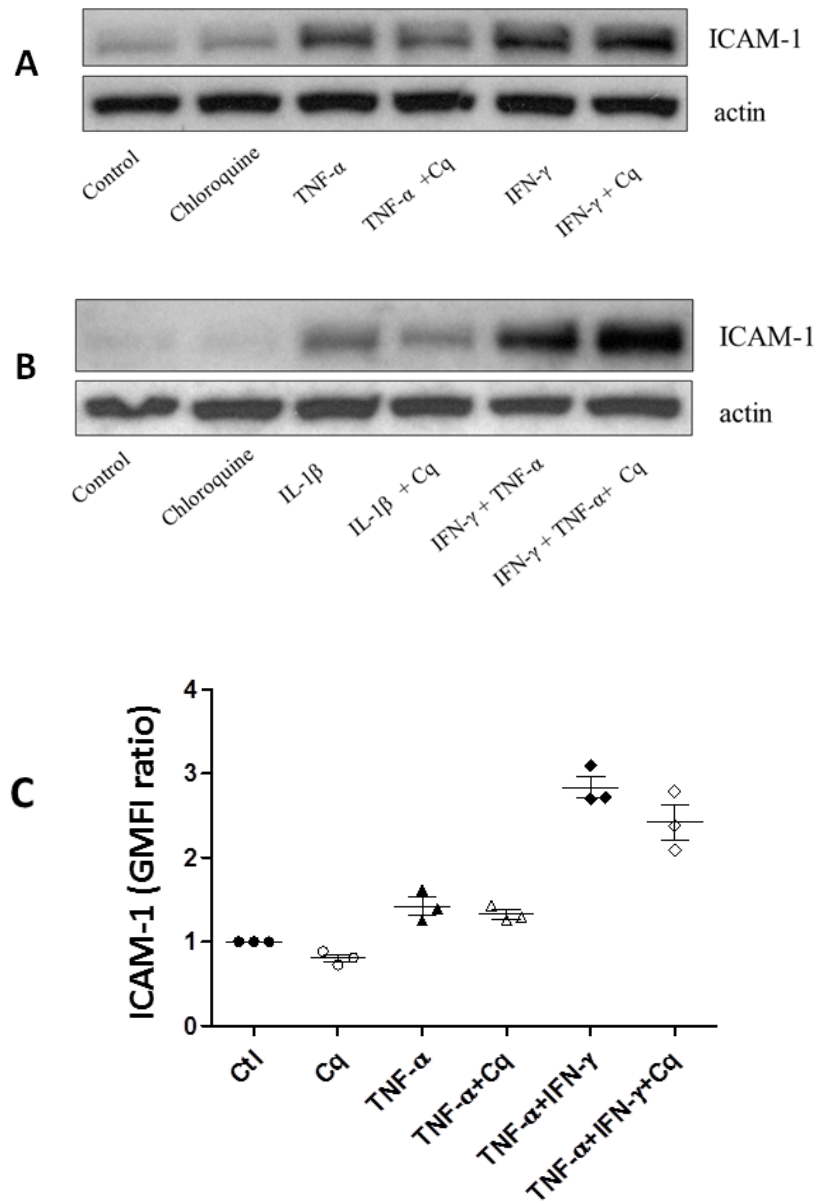 A
ICAM-1
actin
Control
Chloroquine
TNF-α
TNF-α +Cq
IFN-γ
IFN-γ + Cq
B
ICAM-1
actin
Control
Chloroquine
IL-1β
IL-1β + Cq
IFN-γ + TNF-α
IFN-γ + TNF-α+ Cq
C
ICAM-1 (GMFI ratio)
4
3
2
1
0
Ctl
Cq
TNF-α
TNF-α+Cq
TNF-α+IFN-γ
TNF-α+IFN-γ+Cq